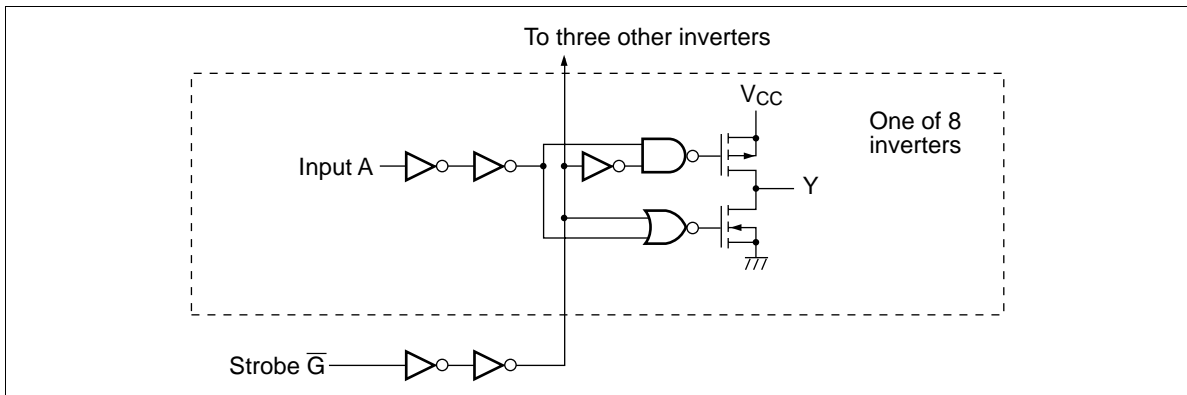 To three other inverters
VCC
One of 8
inverters
Input A
Y
Strobe G̅